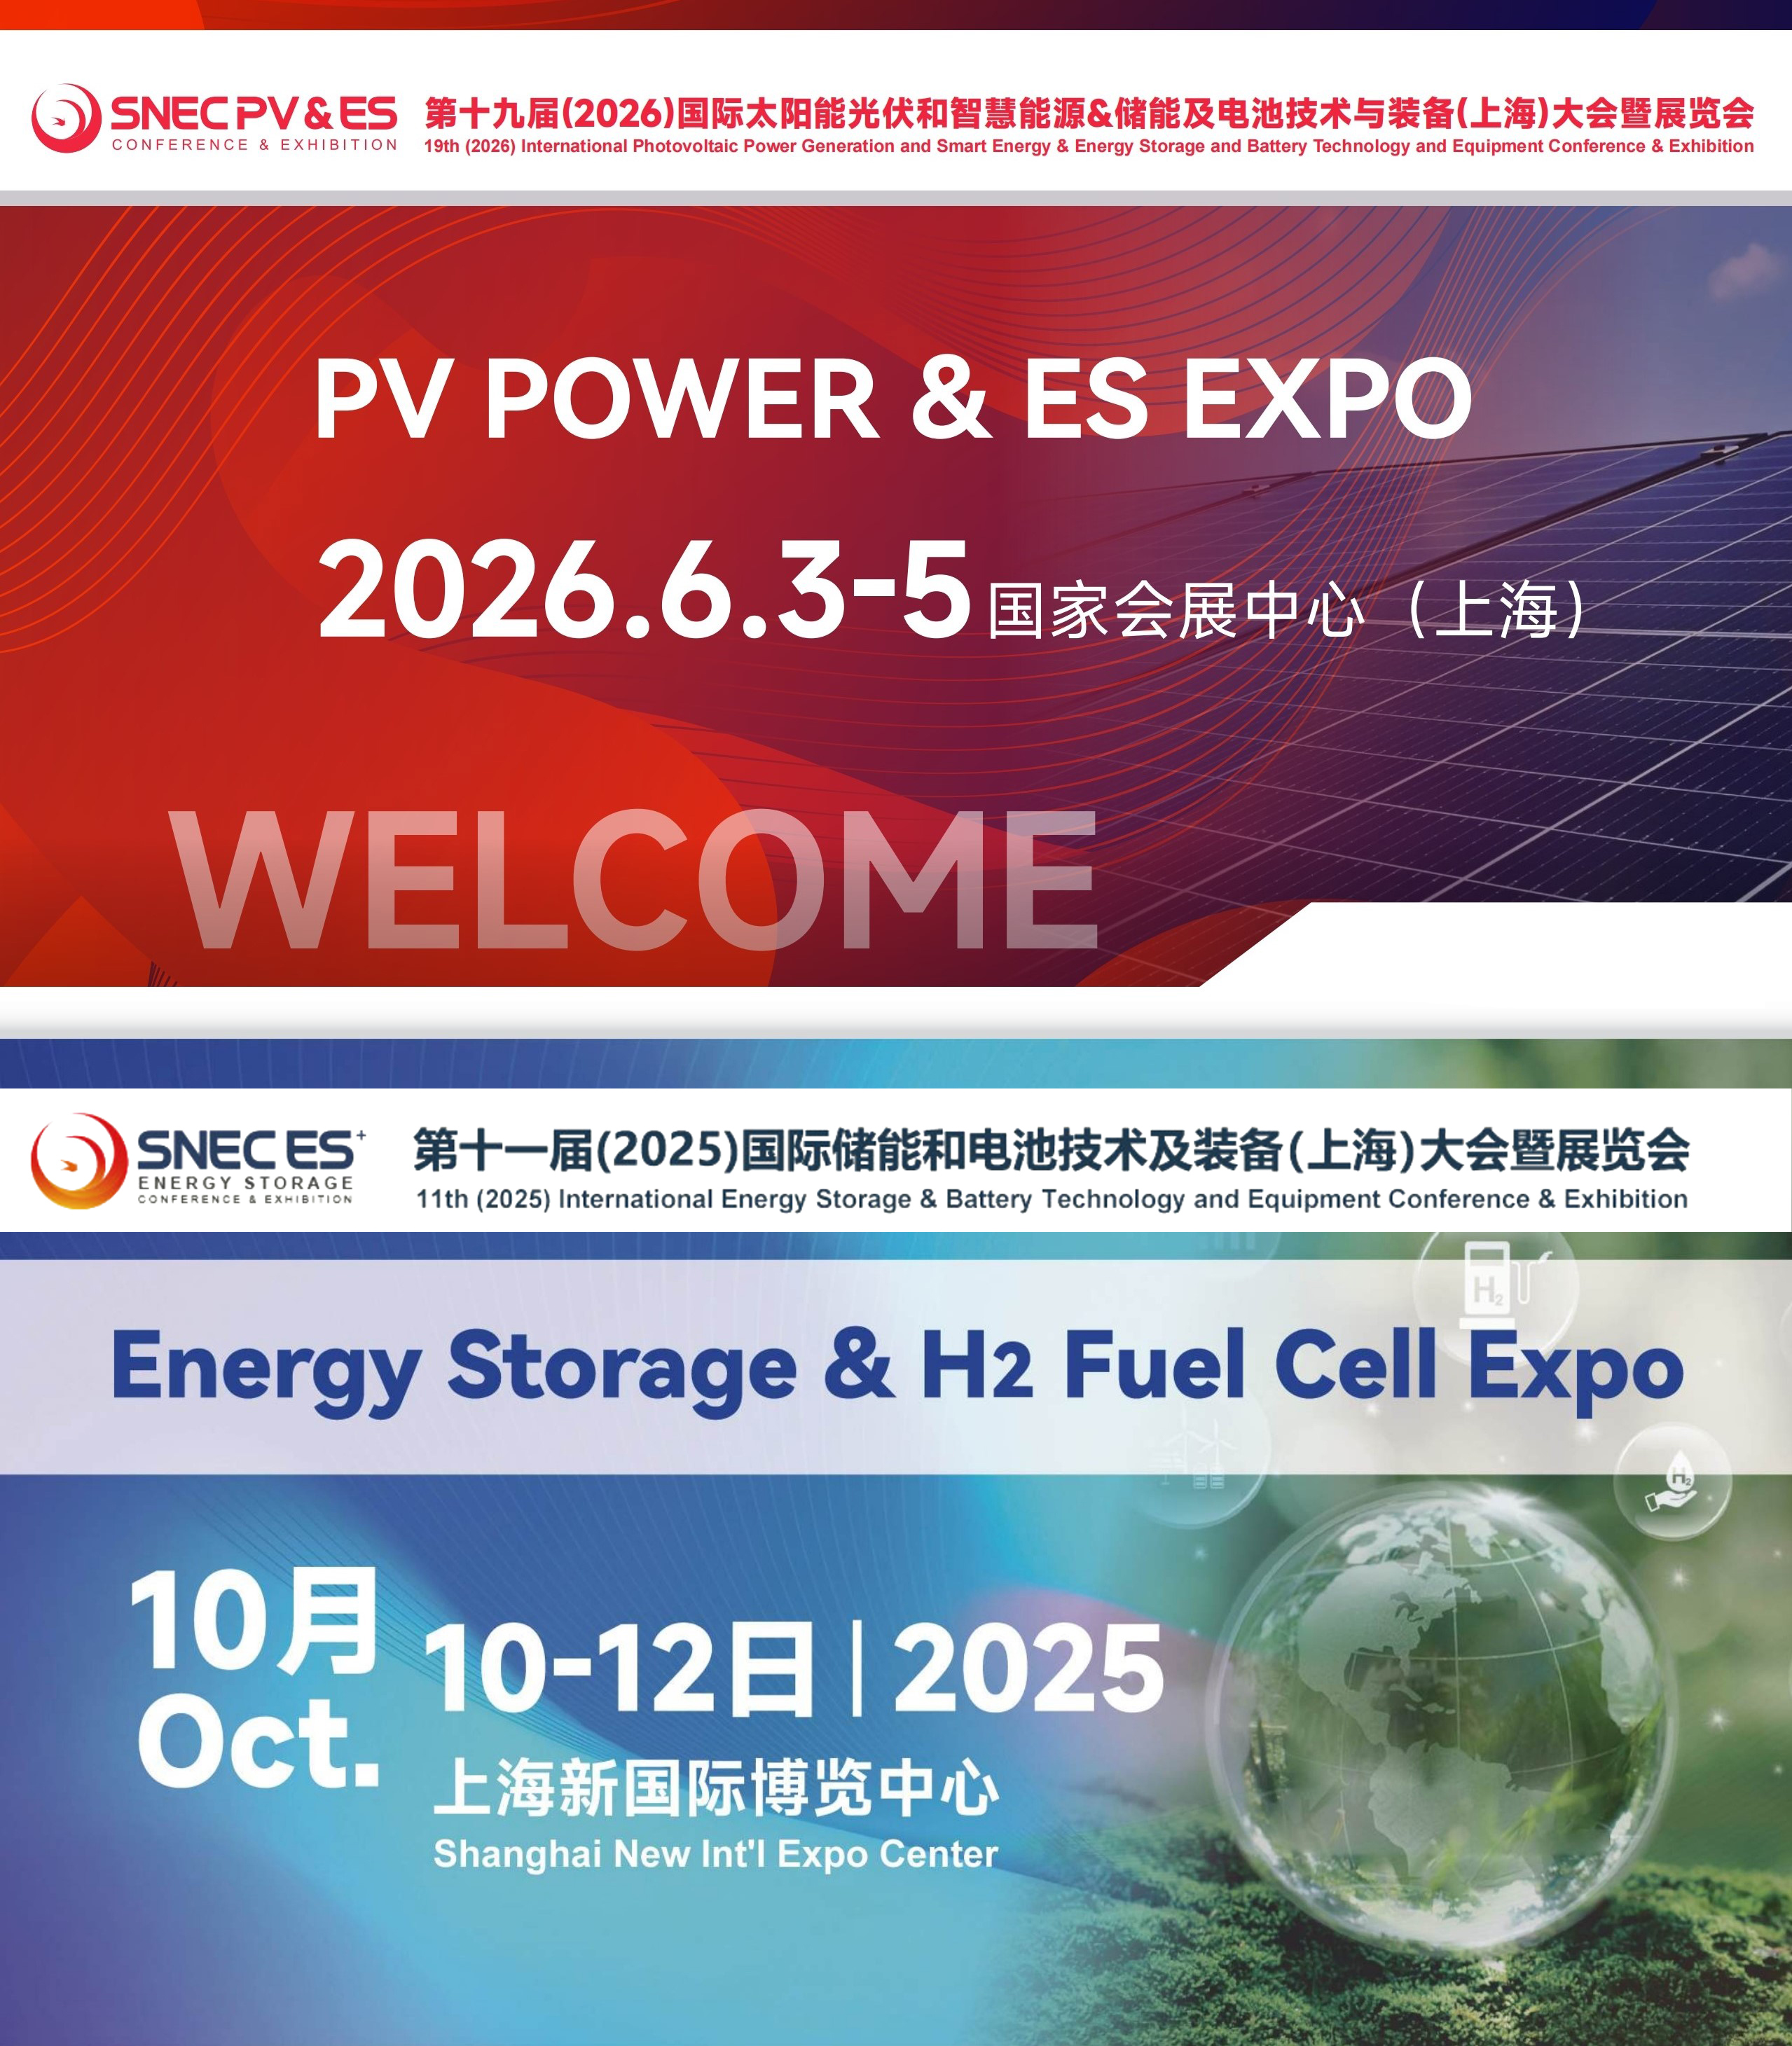 SNEC PV & ES
CONFERENCE & EXHIBITION
第十九届(2026)国际太阳能光伏和智慧能源&储能及电池技术与装备(上海)大会暨展览会
19th (2026) International Photovoltaic Power Generation and Smart Energy & Energy Storage and Battery Technology and Equipment Conference & Exhibition
PV POWER & ES EXPO
2026.6.3-5 国家会展中心（上海）
WELCOME
SNEC ES+
ENERGY STORAGE
CONFERENCE & EXHIBITION
第十一届(2025)国际储能和电池技术及装备(上海)大会暨展览会
11th (2025) International Energy Storage & Battery Technology and Equipment Conference & Exhibition
H2
Energy Storage & H2 Fuel Cell Expo
H2
10月
Oct.
10-12日 | 2025
上海新国际博览中心
Shanghai New Int'l Expo Center